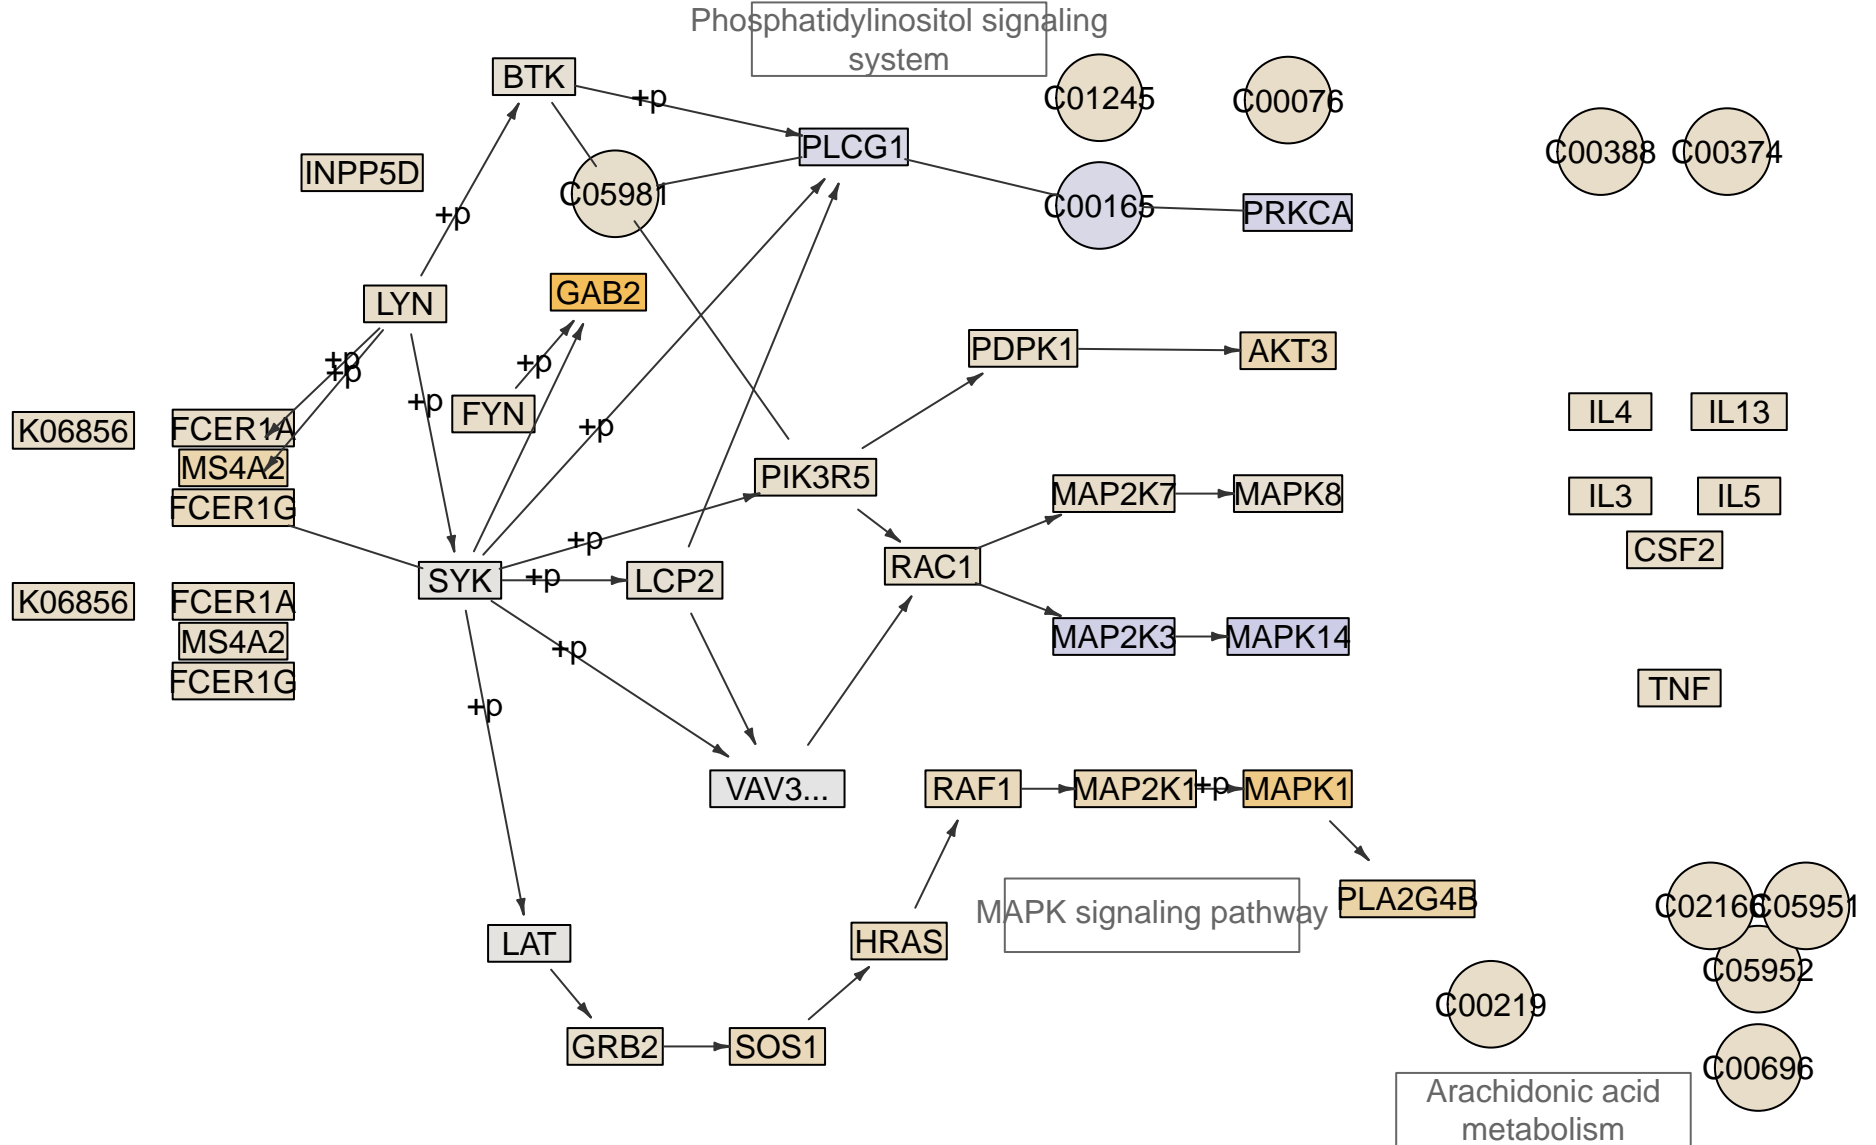 Phosphatidylinositol signaling
system
BTK
+p
C01245
C00076
PLCG1
C00388
C00374
INPP5D
C05981
C00165
PRKCA
+p
LYN
GAB2
+p
+p
+p
PDPK1
AKT3
+p
FYN
+p
K06856
FCER1A
MS4A2
FCER1G
IL4
IL13
PIK3R5
MAP2K7
MAPK8
IL3
IL5
+p
CSF2
SYK
+p
LCP2
RAC1
K06856
FCER1A
MS4A2
FCER1G
+p
MAP2K3
MAPK14
+p
TNF
VAV3...
RAF1
MAP2K1
+p
MAPK1
MAPK signaling pathway
PLA2G4B
C02166
C05951
LAT
HRAS
C05952
C00219
GRB2
SOS1
C00696
Arachidonic acid
metabolism